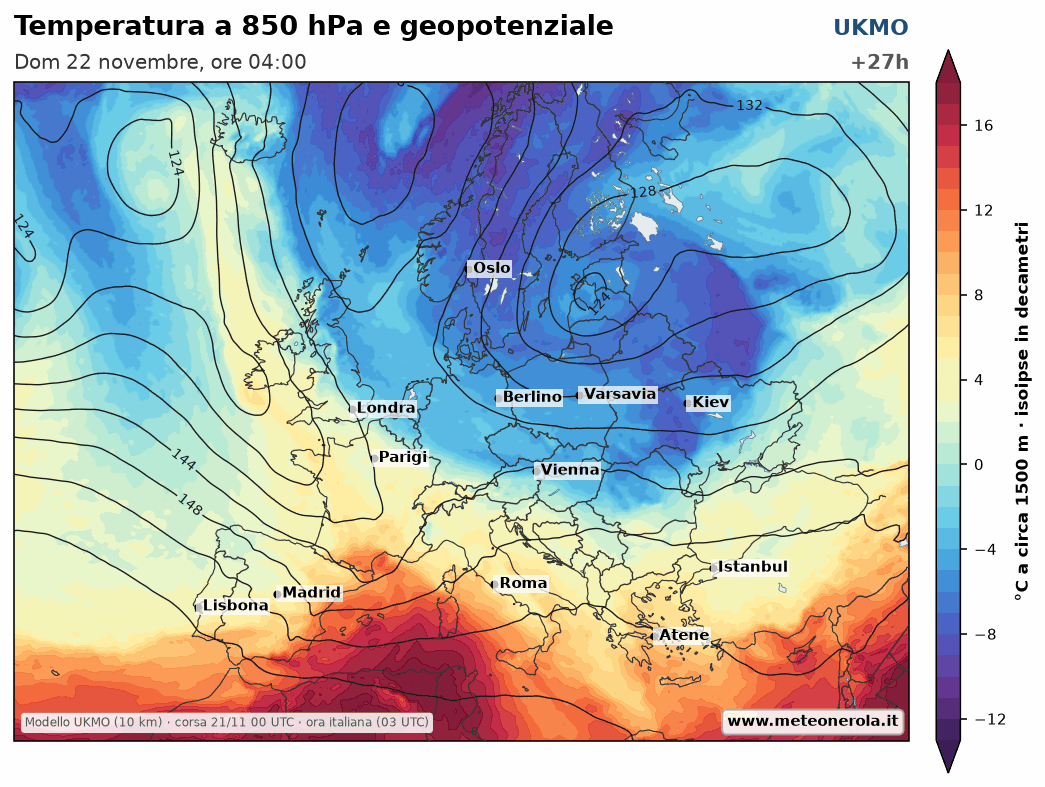 Temperatura a 850 hPa e geopotenziale
UKMO
Dom 22 novembre, ore 04:00
+27h
132
124
128
124
124
144
148
Oslo
Londra
Berlino
Varsavia
Kiev
Parigi
Vienna
Istanbul
Roma
Madrid
Lisbona
Atene
16
12
8
4
0
−4
−8
−12
°C a circa 1500 m · isoipse in decametri
Modello UKMO (10 km) · corsa 21/11 00 UTC · ora italiana (03 UTC)
www.meteonerola.it